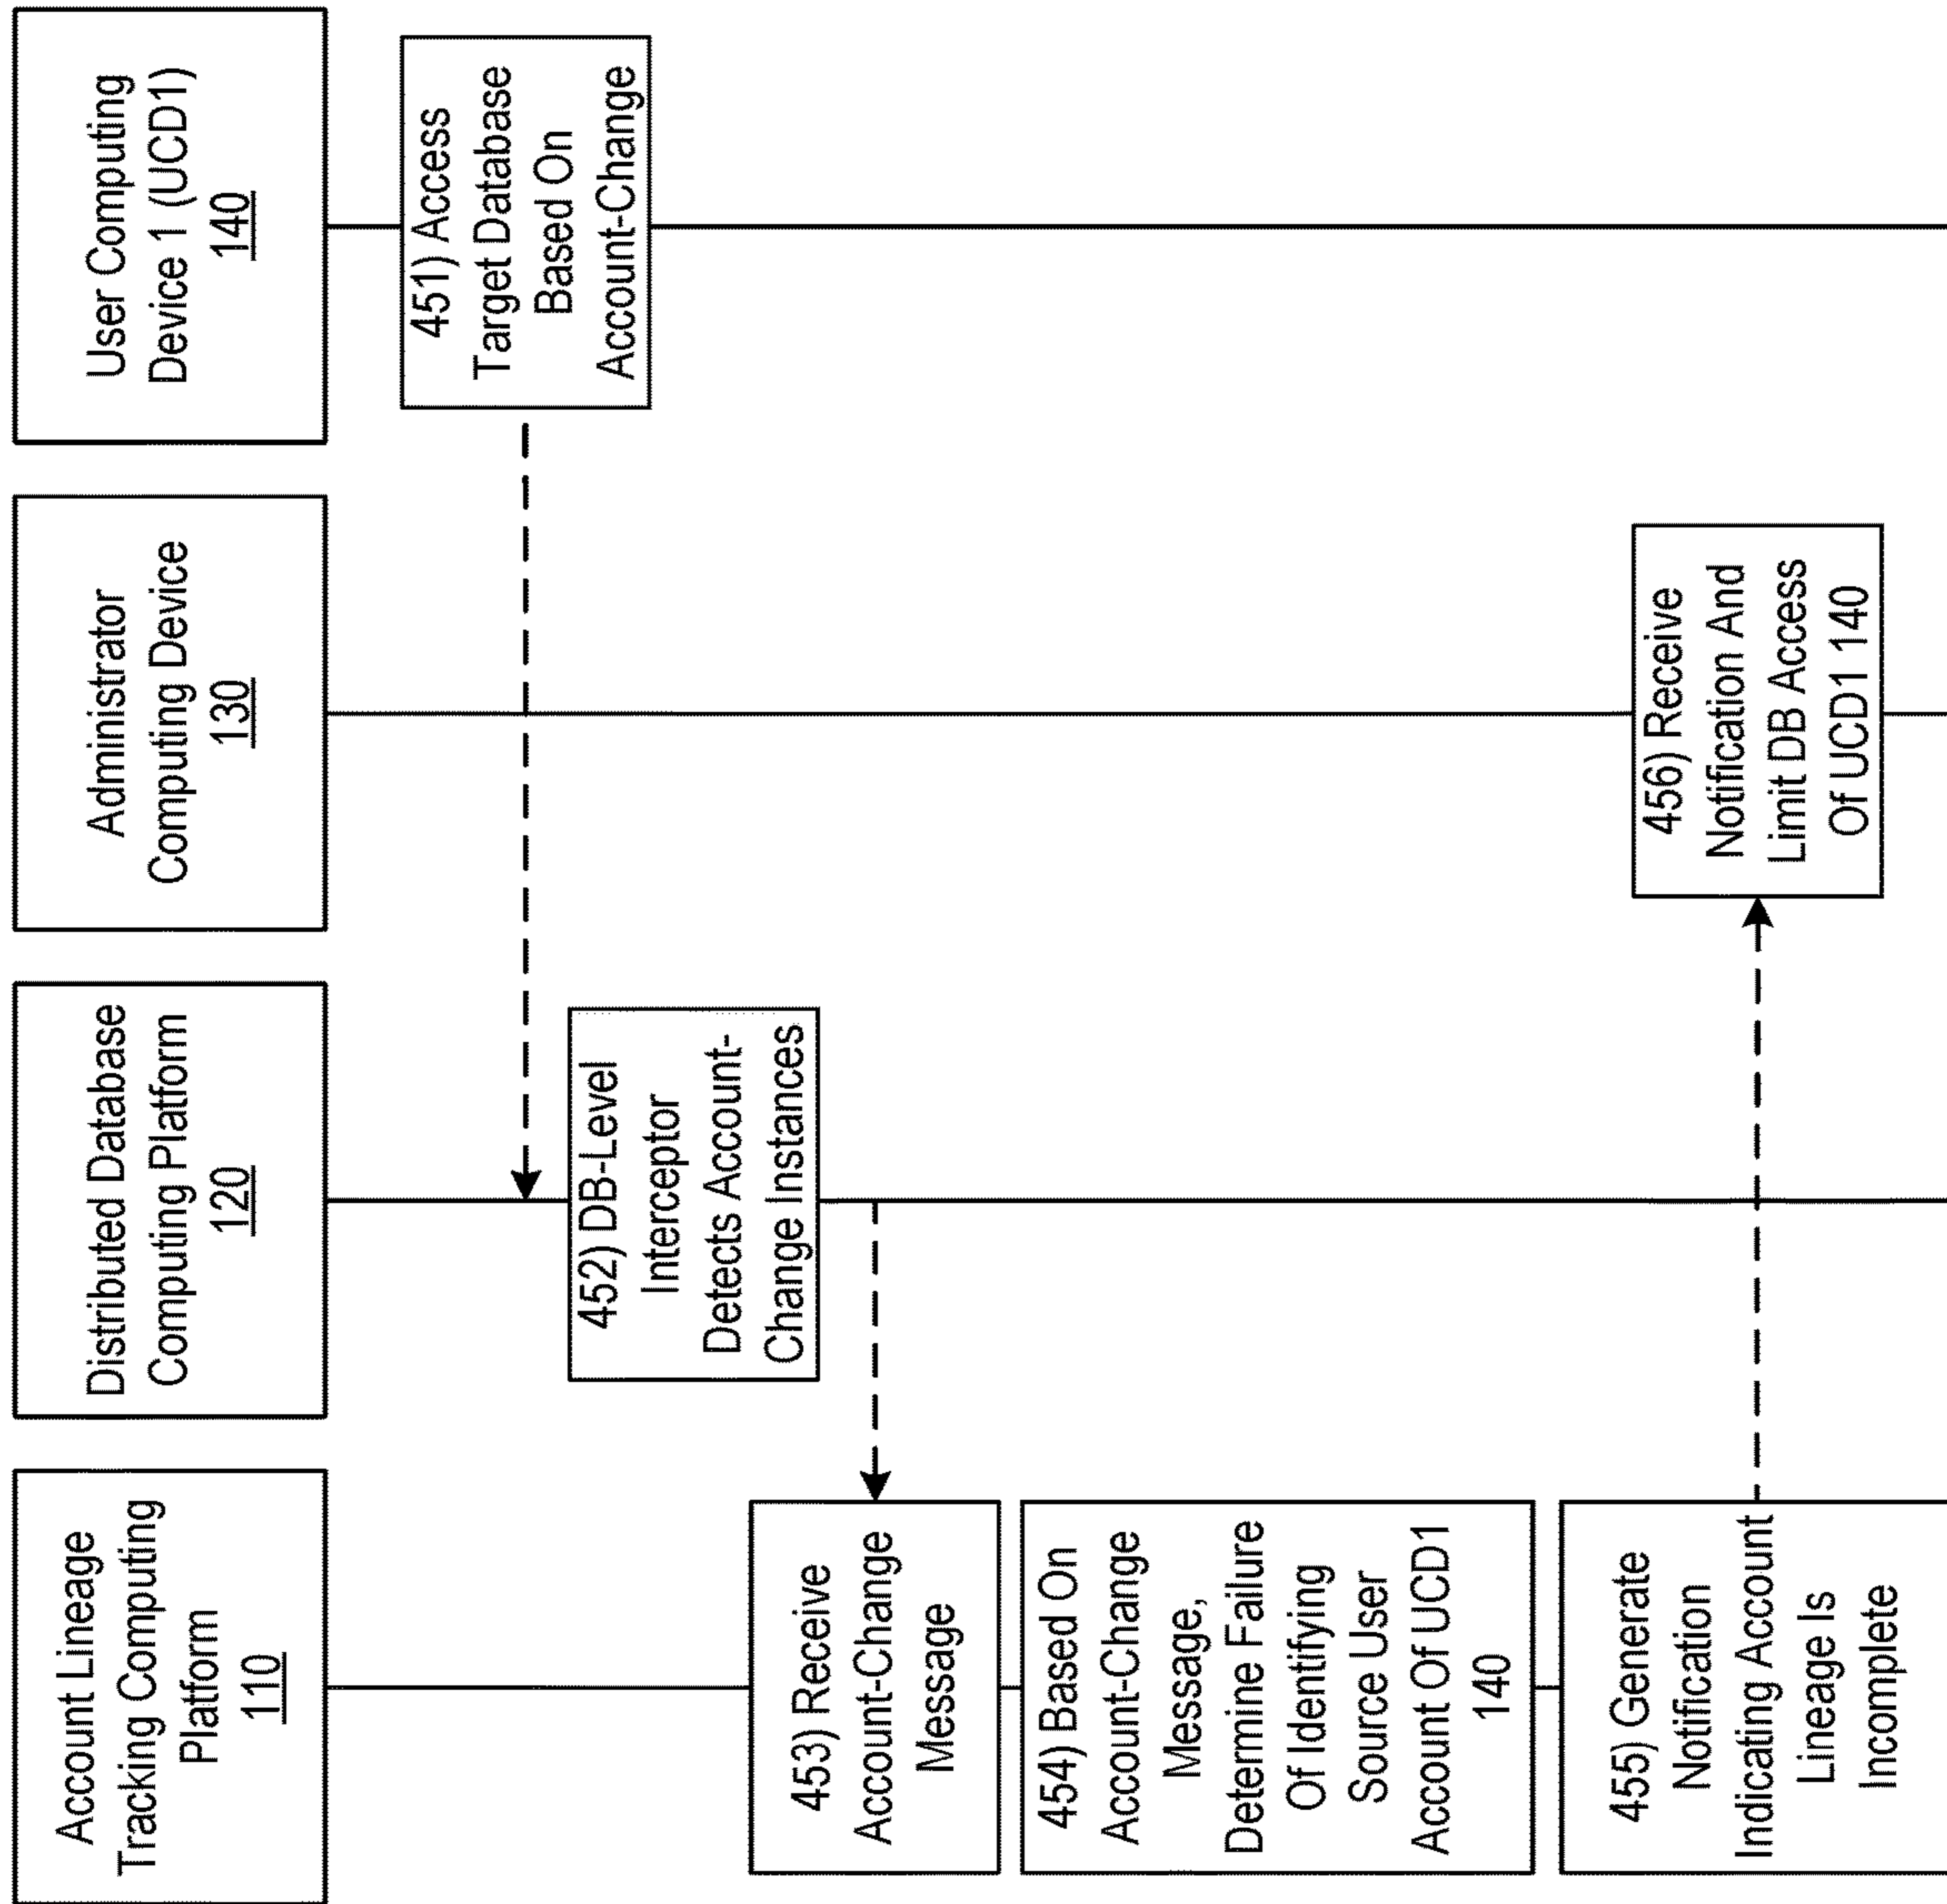 Account Lineage
Tracking Computing
Platform
110
Distributed Database
Computing Platform
120
Administrator
Computing Device
130
User Computing
Device 1 (UCD1)
140
451) Access
Target Database
Based On
Account-Change
452) DB-Level
Interceptor
Detects Account-
Change Instances
453) Receive
Account-Change
Message
454) Based On
Account-Change
Message,
Determine Failure
Of Identifying
Source User
Account Of UCD1
140
455) Generate
Notification
Indicating Account
Lineage Is
Incomplete
456) Receive
Notification And
Limit DB Access
Of UCD1 140